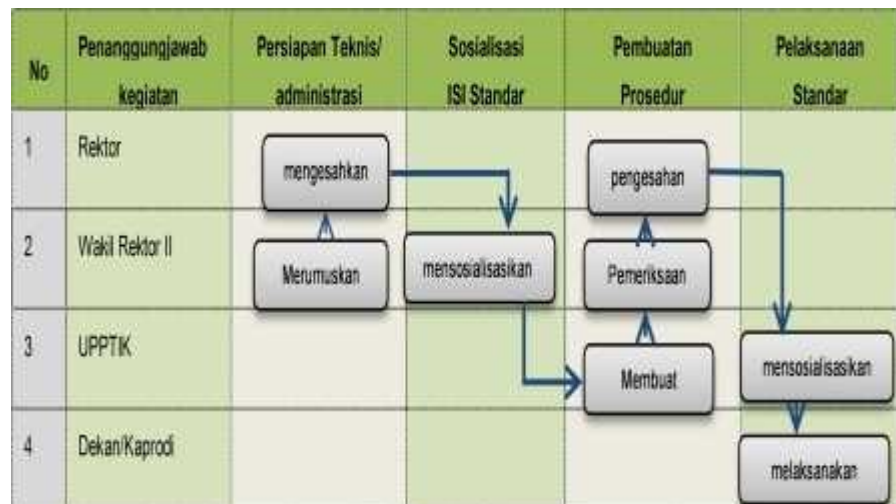 No
Penanggungjawab
kegiatan
Persiapan Teknis/
administrasi
Sosialisasi
ISI Standar
Pembuatan
Prosedur
Pelaksanaan
Standar
1
Rektor
mengesahkan
pengesahan
2
Wakil Rektor II
Merumuskan
mensosialisasikan
Pemeriksaan
3
UPPTIK
Membuat
mensosialisasikan
4
Dekan/Kaprodi
melaksanakan